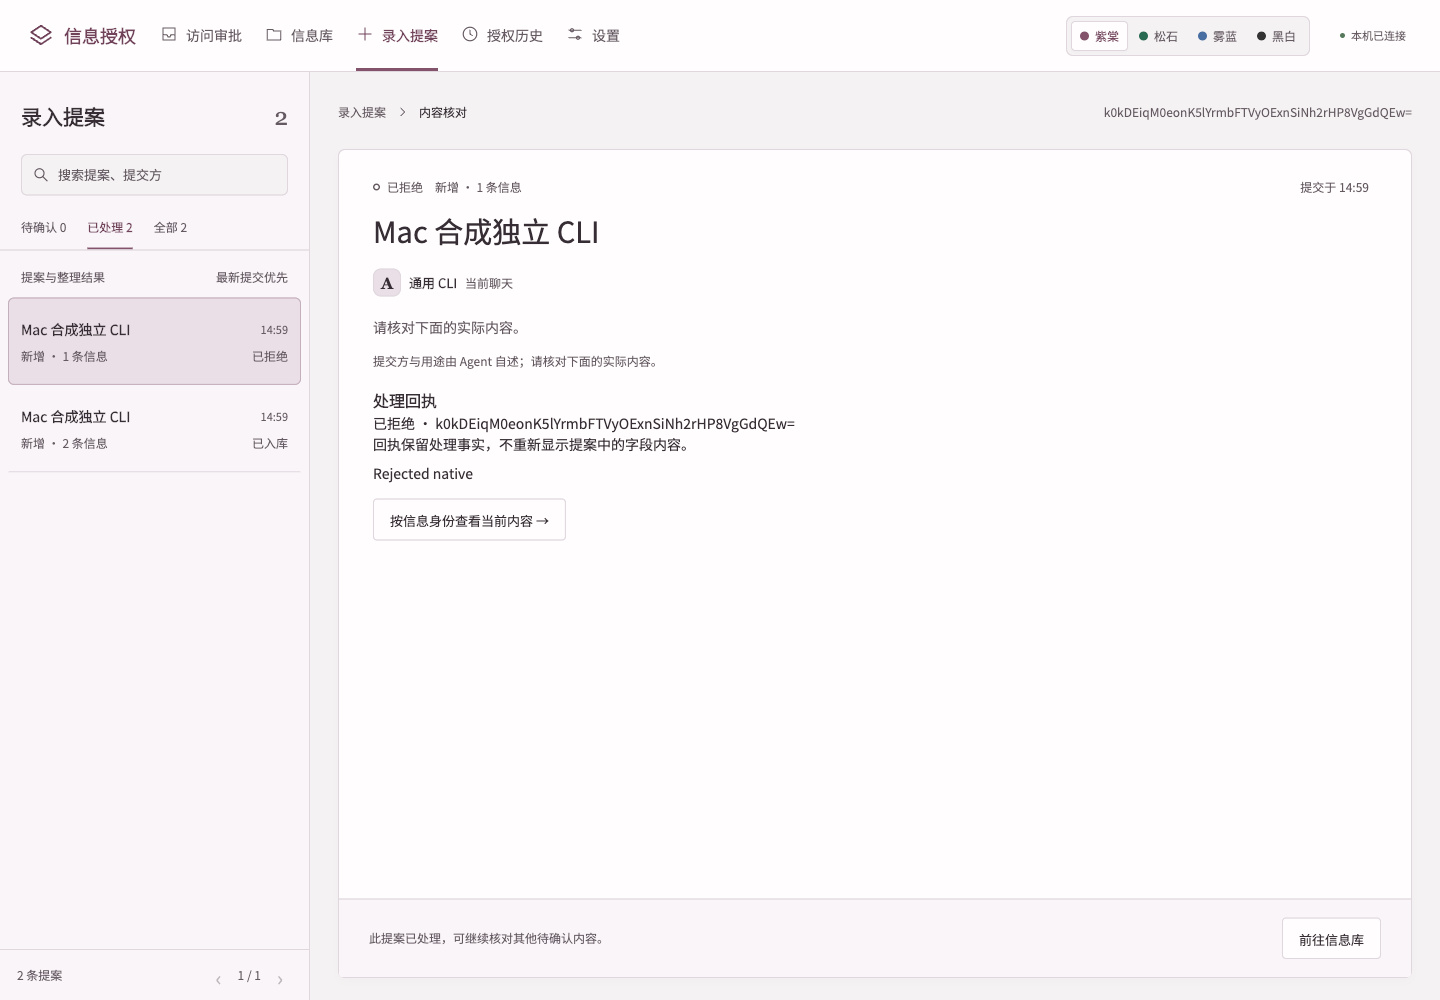 信息授权 访问审批 信息库 录入提案 授权历史 设置 紫棠 松石 雾蓝 黑白 本机已连接
录入提案 2
搜索提案、提交方
待确认 0 已处理 2 全部 2
提案与整理结果 最新提交优先
Mac 合成独立 CLI 14:59
新增 · 1 条信息 已拒绝
Mac 合成独立 CLI 14:59
新增 · 2 条信息 已入库
2 条提案 ‹ 1 / 1 ›
录入提案 > 内容核对 k0kDEiqM0eonK5lYrmbFTVyOExnSiNh2rHP8VgGdQEw=
已拒绝 新增 · 1 条信息 提交于 14:59
Mac 合成独立 CLI
A 通用 CLI 当前聊天
请核对下面的实际内容。
提交方与用途由 Agent 自述；请核对下面的实际内容。
处理回执
已拒绝 · k0kDEiqM0eonK5lYrmbFTVyOExnSiNh2rHP8VgGdQEw=
回执保留处理事实，不重新显示提案中的字段内容。
Rejected native
按信息身份查看当前内容 →
此提案已处理，可继续核对其他待确认内容。 前往信息库